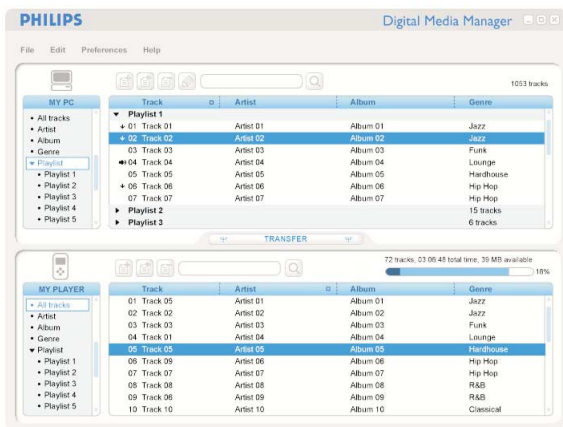 PHILIPS
Digital Media Manager
File Edit Preferences Help
1053 tracks
MY PC
• All tracks
• Artist
• Album
• Genre
▾ Playlist
• Playlist 1
• Playlist 2
• Playlist 3
• Playlist 4
• Playlist 5
Track Artist Album Genre
▾ Playlist 1
01 Track 01 Artist 01 Album 01 Jazz
02 Track 02 Artist 02 Album 02 Jazz
03 Track 03 Artist 03 Album 03 Funk
04 Track 04 Artist 04 Album 04 Lounge
05 Track 05 Artist 05 Album 05 Hardhouse
06 Track 06 Artist 06 Album 06 Hip Hop
07 Track 07 Artist 07 Album 07 Hip Hop
▸ Playlist 2 15 tracks
▸ Playlist 3 6 tracks
TRANSFER
72 tracks, 03:06:48 total time, 39 MB available
18%
MY PLAYER
• All tracks
• Artist
• Album
• Genre
▾ Playlist
• Playlist 1
• Playlist 2
• Playlist 3
• Playlist 4
• Playlist 5
Track Artist Album Genre
01 Track 05 Artist 01 Album 01 Jazz
02 Track 02 Artist 02 Album 02 Jazz
03 Track 03 Artist 03 Album 03 Funk
04 Track 01 Artist 04 Album 04 Lounge
05 Track 05 Artist 05 Album 05 Hardhouse
06 Track 09 Artist 06 Album 06 Hip Hop
07 Track 07 Artist 07 Album 07 Hip Hop
08 Track 08 Artist 08 Album 08 R&B
09 Track 06 Artist 09 Album 09 R&B
10 Track 10 Artist 10 Album 10 Classical